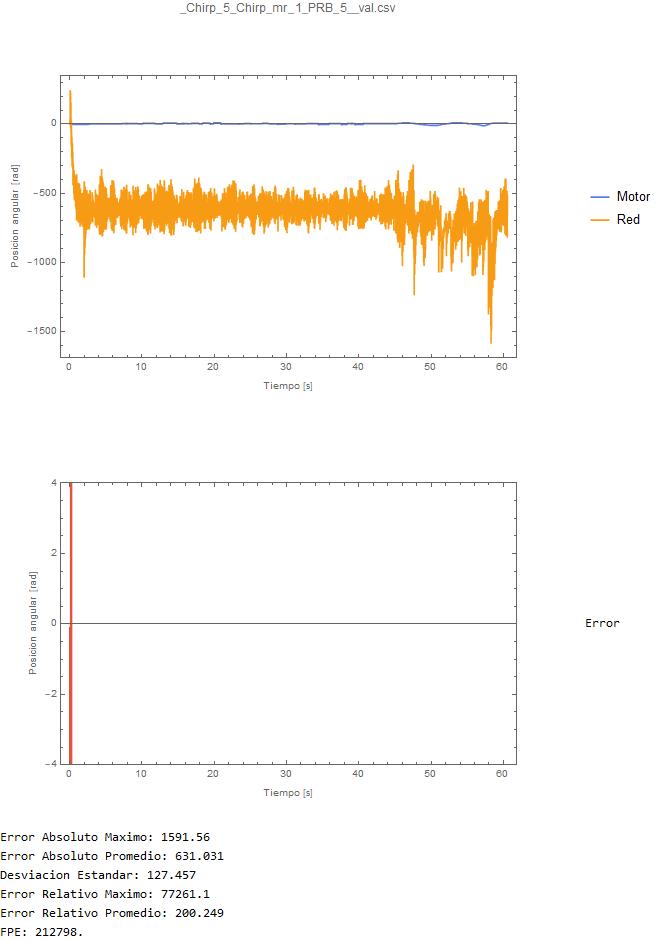 _Chirp_5_Chirp_mr_1_PRB_5__val.csv
0
-500
-1000
-1500
Posicion angular [rad]
0 10 20 30 40 50 60
Tiempo [s]
Motor
Red
4
2
0
-2
-4
Posicion angular [rad]
0 10 20 30 40 50 60
Tiempo [s]
Error
Error Absoluto Maximo: 1591.56
Error Absoluto Promedio: 631.031
Desviacion Estandar: 127.457
Error Relativo Maximo: 77261.1
Error Relativo Promedio: 200.249
FPE: 212798.